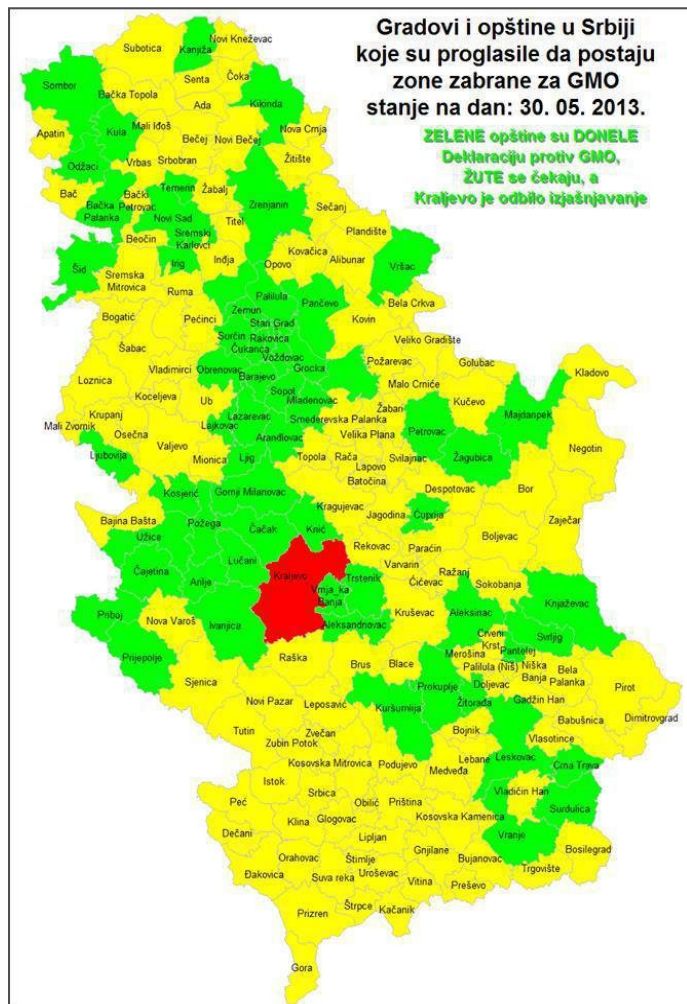 Gradovi i opštine u Srbiji
koje su proglasile da postaju
zone zabrane za GMO
stanje na dan: 30. 05. 2013.
ZELENE opštine su DONELE
Deklaraciju protiv GMO,
ŽUTE se čekaju, a
Kraljevo je odbilo izjašnjavanje
Subotica
Kanjiža
Novi Kneževac
Sombor
Senta
Čoka
Bačka Topola
Ada
Kikinda
Apatin
Kula
Mali Iđoš
Bečej
Novi Bečej
Nova Crnja
Odžaci
Vrbas
Srbobran
Žitište
Bač
Bački
Petrovac
Temerin
Žabalj
Zrenjanin
Bačka
Palanka
Novi Sad
Titel
Sečanj
Sremski
Karlovci
Beočin
Plandište
Šid
Irig
Inđija
Kovačica
Alibunar
Vršac
Sremska
Mitrovica
Opovo
Ruma
Palilula
Pančevo
Bela Crkva
Zemun
Bogatić
Pećinci
Stari Grad
Kovin
Surčin
Rakovica
Veliko Gradište
Šabac
Čukarica
Voždovac
Golubac
Vladimirci
Obrenovac
Barajevo
Grocka
Požarevac
Kladovo
Loznica
Malo Crniće
Koceljeva
Ub
Sopot
Mladenovac
Kučevo
Majdanpek
Krupanj
Lazarevac
Žabari
Mali Zvornik
Lajkovac
Smederevska Palanka
Petrovac
Osečna
Aranđlovac
Velika Plana
Negotin
Ljubovija
Valjevo
Mionica
Ljig
Topola
Rača
Svilajnac
Žagubica
Lapovo
Batočina
Kosjerić
Gornji Milanovac
Despotovac
Bor
Bajina Bašta
Požega
Kragujevac
Jagodina
Ćuprija
Zaječar
Užice
Čačak
Knić
Boljevac
Rekovac
Paraćin
Čajetina
Lučani
Varvarin
Arilje
Kraljevo
Trstenik
Ćićevac
Ražanj
Sokobanja
Vrnja_ka
Banja
Knjaževac
Priboj
Nova Varoš
Ivanjica
Aleksandrovac
Kruševac
Aleksinac
Svrljig
Prijepolje
Crveni
Krst
Pantelej
Raška
Brus
Blace
Merošina
Palilula (Niš)
Niška
Banja
Bela
Palanka
Sjenica
Prokuplje
Doljevac
Pirot
Novi Pazar
Leposavić
Kuršumlija
Žitorađa
Gadžin Han
Dimitrovgrad
Babušnica
Tutin
Zvečan
Bojnik
Vlasotince
Zubin Potok
Lebane
Leskovac
Kosovska Mitrovica
Podujevo
Medveđa
Crna Trava
Istok
Srbica
Vladičin Han
Peć
Obilić
Priština
Surdulica
Klina
Glogovac
Kosovska Kamenica
Dečani
Lipljan
Vranje
Orahovac
Štimlje
Gnjilane
Bujanovac
Bosilegrad
Đakovica
Suva reka
Uroševac
Vitina
Trgovište
Preševo
Prizren
Štrpce
Kačanik
Gora